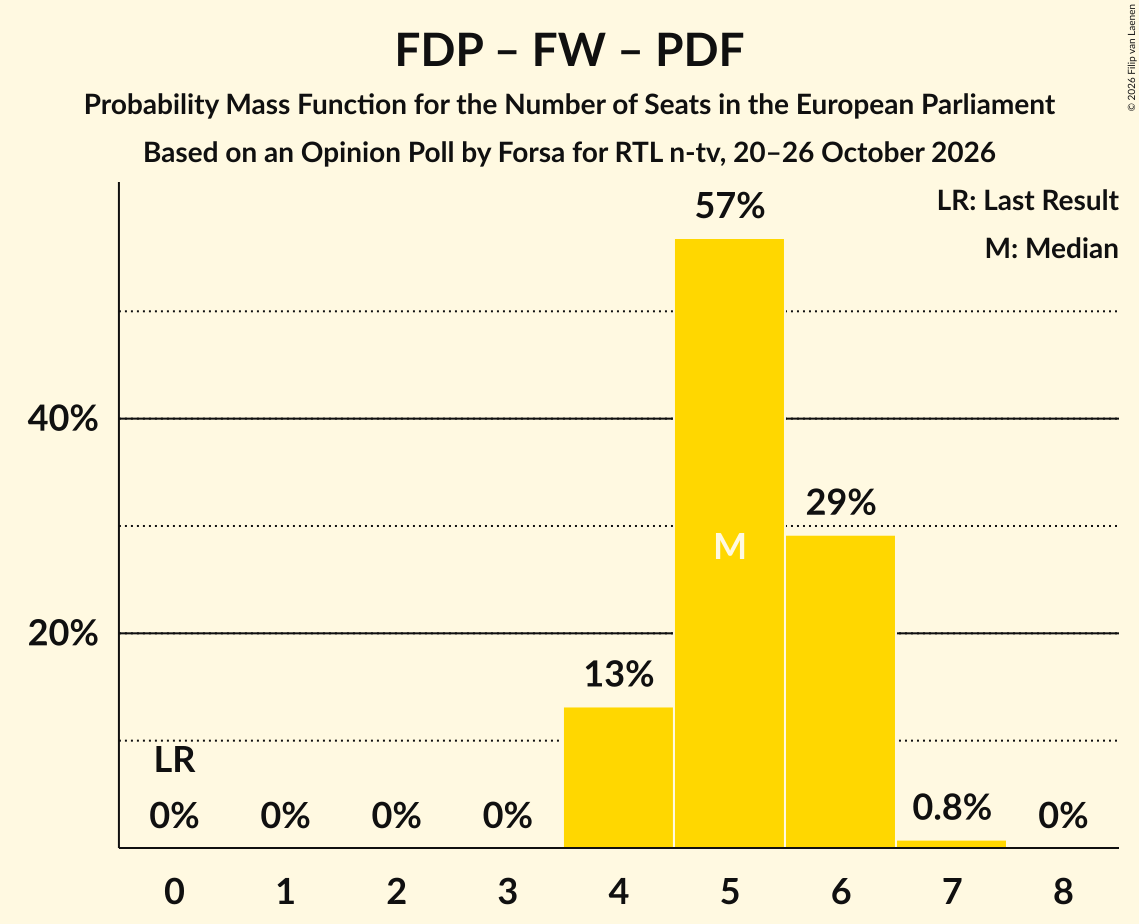 FDP – FW – PDF
Probability Mass Function for the Number of Seats in the European Parliament
Based on an Opinion Poll by Forsa for RTL n-tv, 20–26 October 2026
© 2026 Filip van Laenen
LR: Last Result
M: Median
57%
40%
29%
M
20%
13%
LR
0%
0%
0%
0%
0.8%
0%
0 1 2 3 4 5 6 7 8